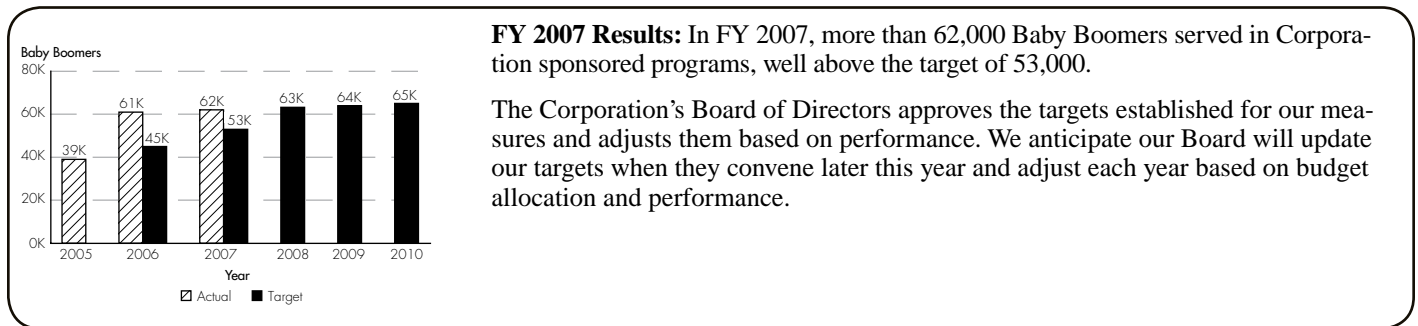 Baby Boomers
80K
60K
40K
20K
0K
39K
61K
45K
62K
53K
63K
64K
65K
2005 2006 2007 2008 2009 2010
Year
Actual Target
FY 2007 Results: In FY 2007, more than 62,000 Baby Boomers served in Corpora-
tion sponsored programs, well above the target of 53,000.
The Corporation’s Board of Directors approves the targets established for our mea-
sures and adjusts them based on performance. We anticipate our Board will update
our targets when they convene later this year and adjust each year based on budget
allocation and performance.